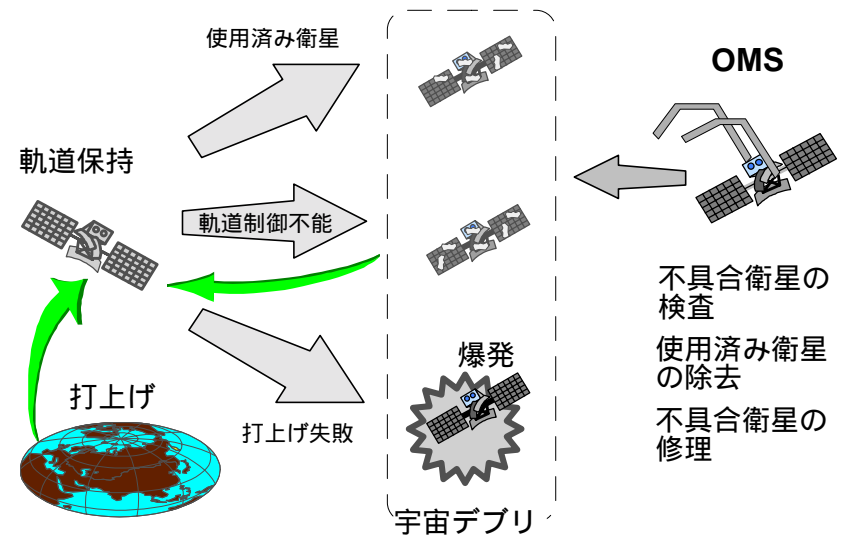 使用済み衛星
OMS
軌道保持
軌道制御不能
不具合衛星の
検査
使用済み衛星
の除去
不具合衛星の
修理
爆発
打上げ
打上げ失敗
宇宙デブリ